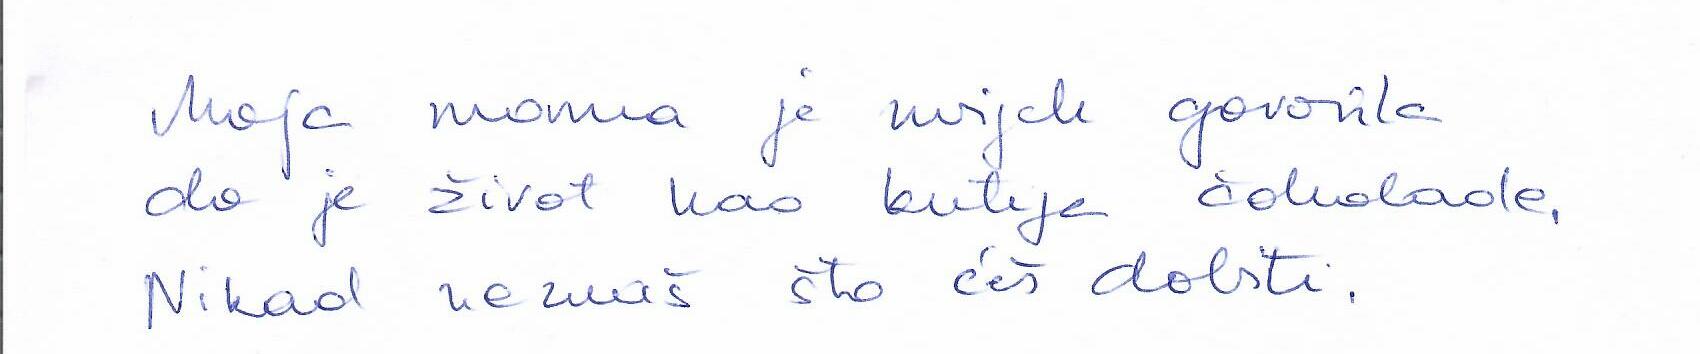 Moja mama je uvijek govorila
da je život kao kutija čokolade.
Nikad neznaš što ćeš dobiti.